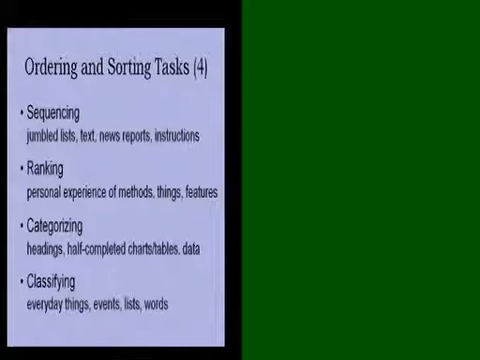 Ordering and Sorting Tasks (4)
• Sequencing
jumbled lists, text, news reports, instructions
• Ranking
personal experience of methods, things, features
• Categorizing
headings, half-completed charts/tables. data
• Classifying
everyday things, events, lists, words